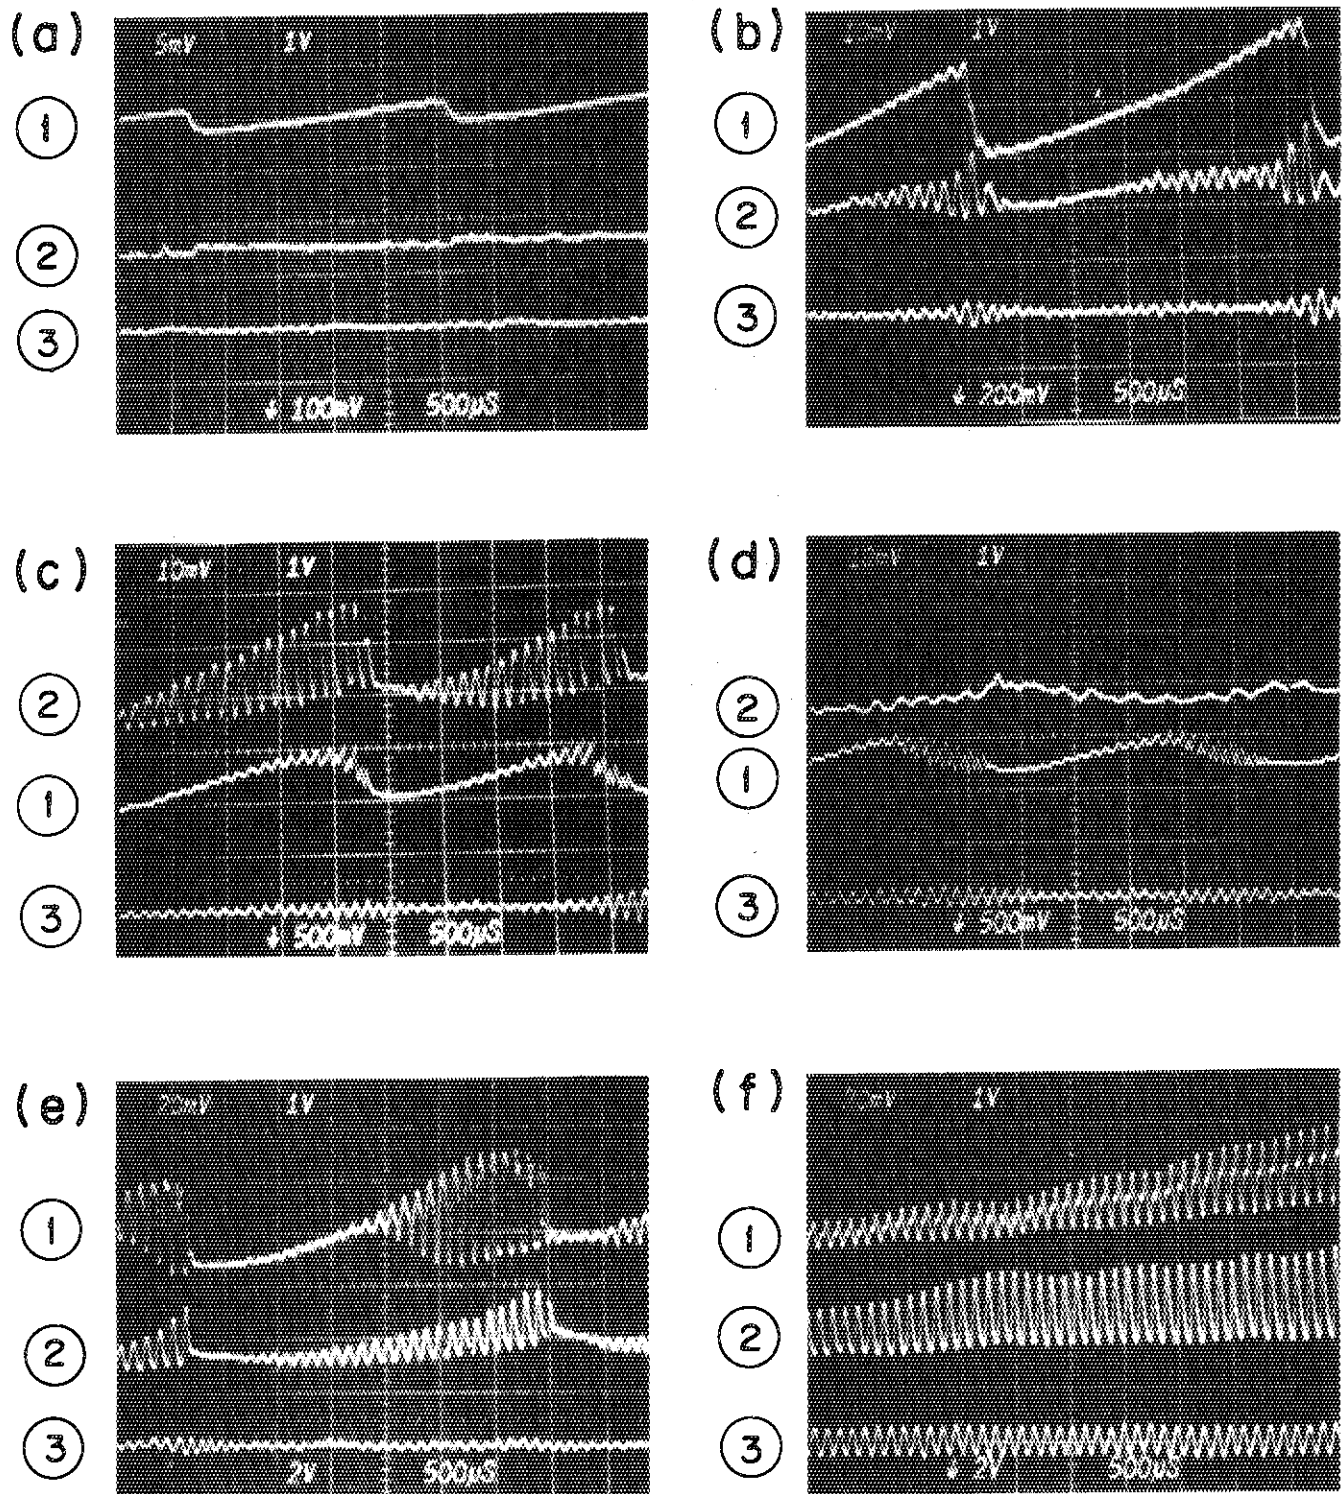 (a)
5mV 1V
1
2
3
↓ 100mV 500µS
(b)
1V
1
2
3
↓ 200mV 500µS
(c)
10mV 1V
2
1
3
↓ 500mV 500µS
(d)
1V
2
1
3
↓ 500mV 500µS
(e)
20mV 1V
1
2
3
2V 500µS
(f)
1V
1
2
3
↓ 2V 500µS